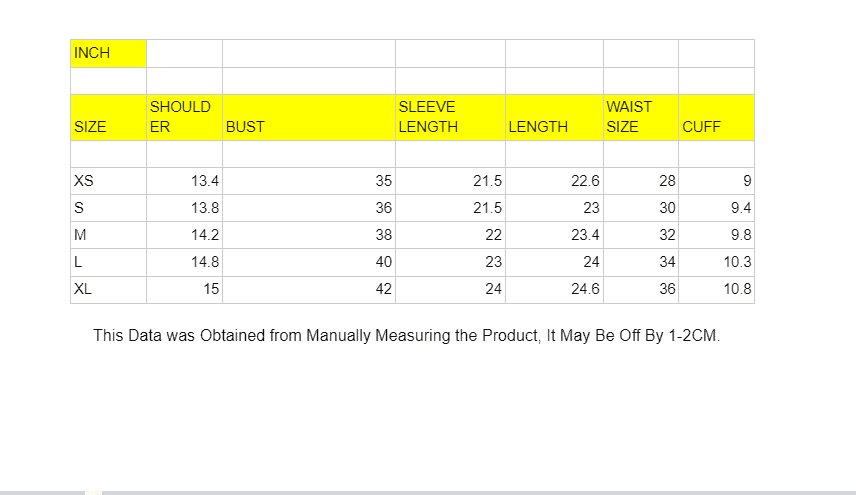 INCH
SIZE SHOULD ER BUST SLEEVE LENGTH LENGTH WAIST SIZE CUFF
XS 13.4 35 21.5 22.6 28 9
S 13.8 36 21.5 23 30 9.4
M 14.2 38 22 23.4 32 9.8
L 14.8 40 23 24 34 10.3
XL 15 42 24 24.6 36 10.8
This Data was Obtained from Manually Measuring the Product, It May Be Off By 1-2CM.